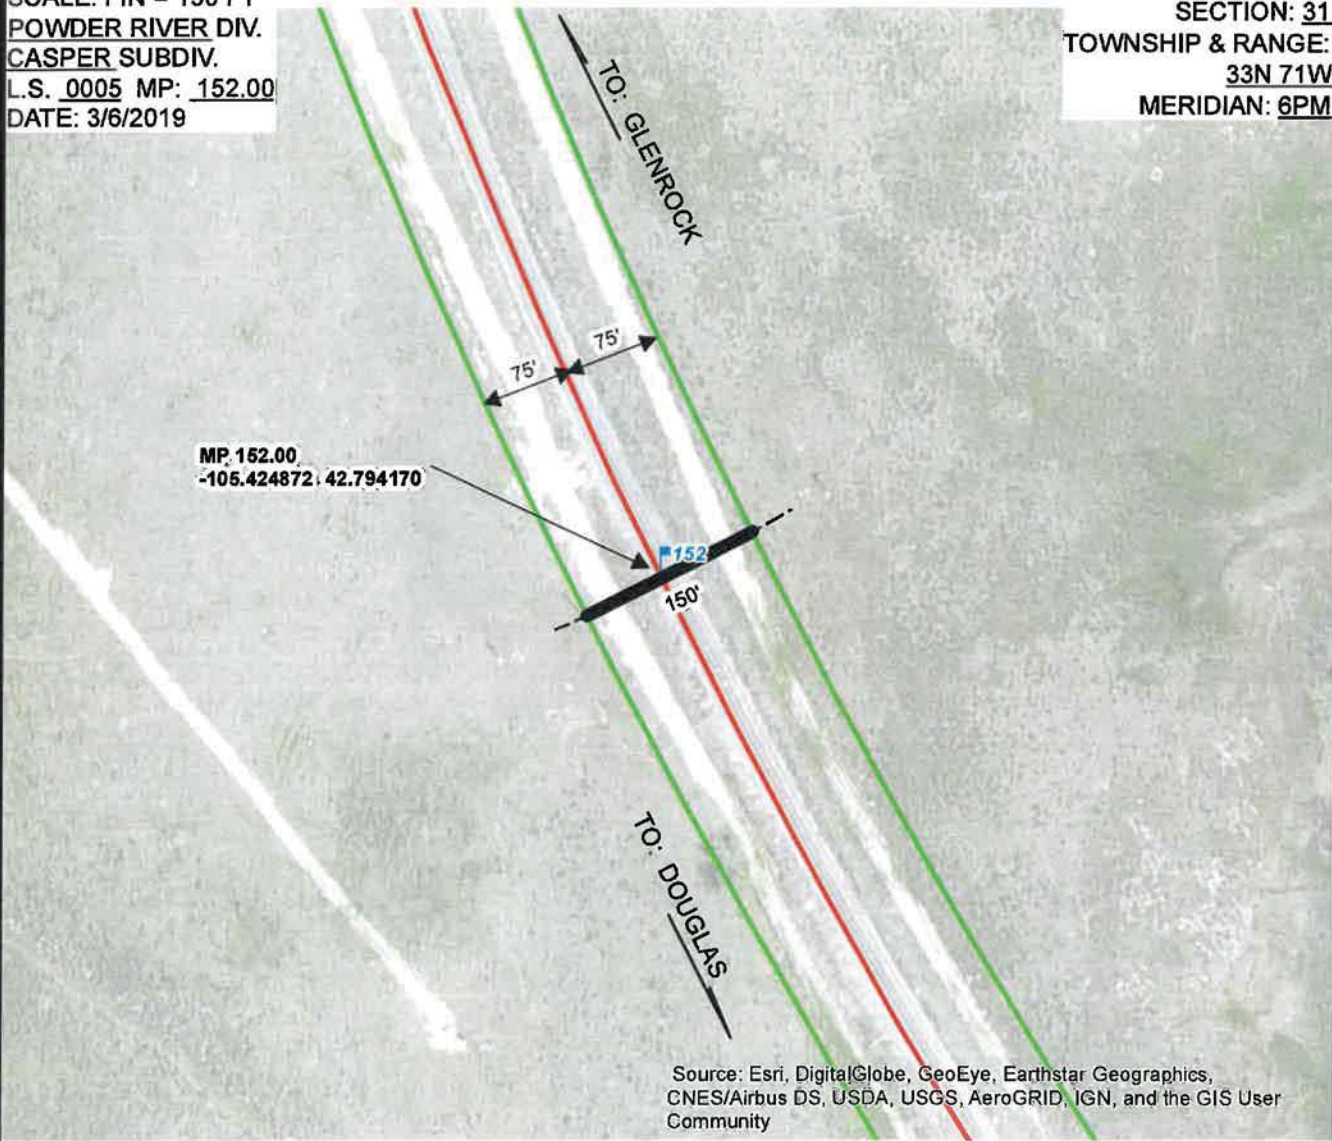 POWDER RIVER DIV.
CASPER SUBDIV.
L.S. 0005 MP: 152.00
DATE: 3/6/2019
SECTION: 31
TOWNSHIP & RANGE:
33N 71W
MERIDIAN: 6PM
TO: GLENROCK
75'
75'
MP 152.00
-105.424872, 42.794170
152
150'
TO: DOUGLAS
Source: Esri, DigitalGlobe, GeoEye, Earthstar Geographics,
CNES/Airbus DS, USDA, USGS, AeroGRID, IGN, and the GIS User
Community